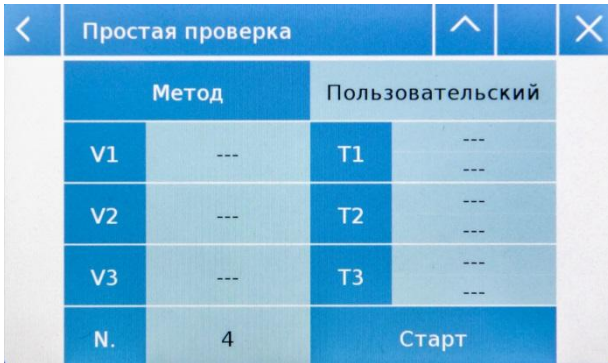 Простая проверка
Метод Пользовательский
V1 --- T1 ---
---
V2 --- T2 ---
---
V3 --- T3 ---
---
N. 4 Старт